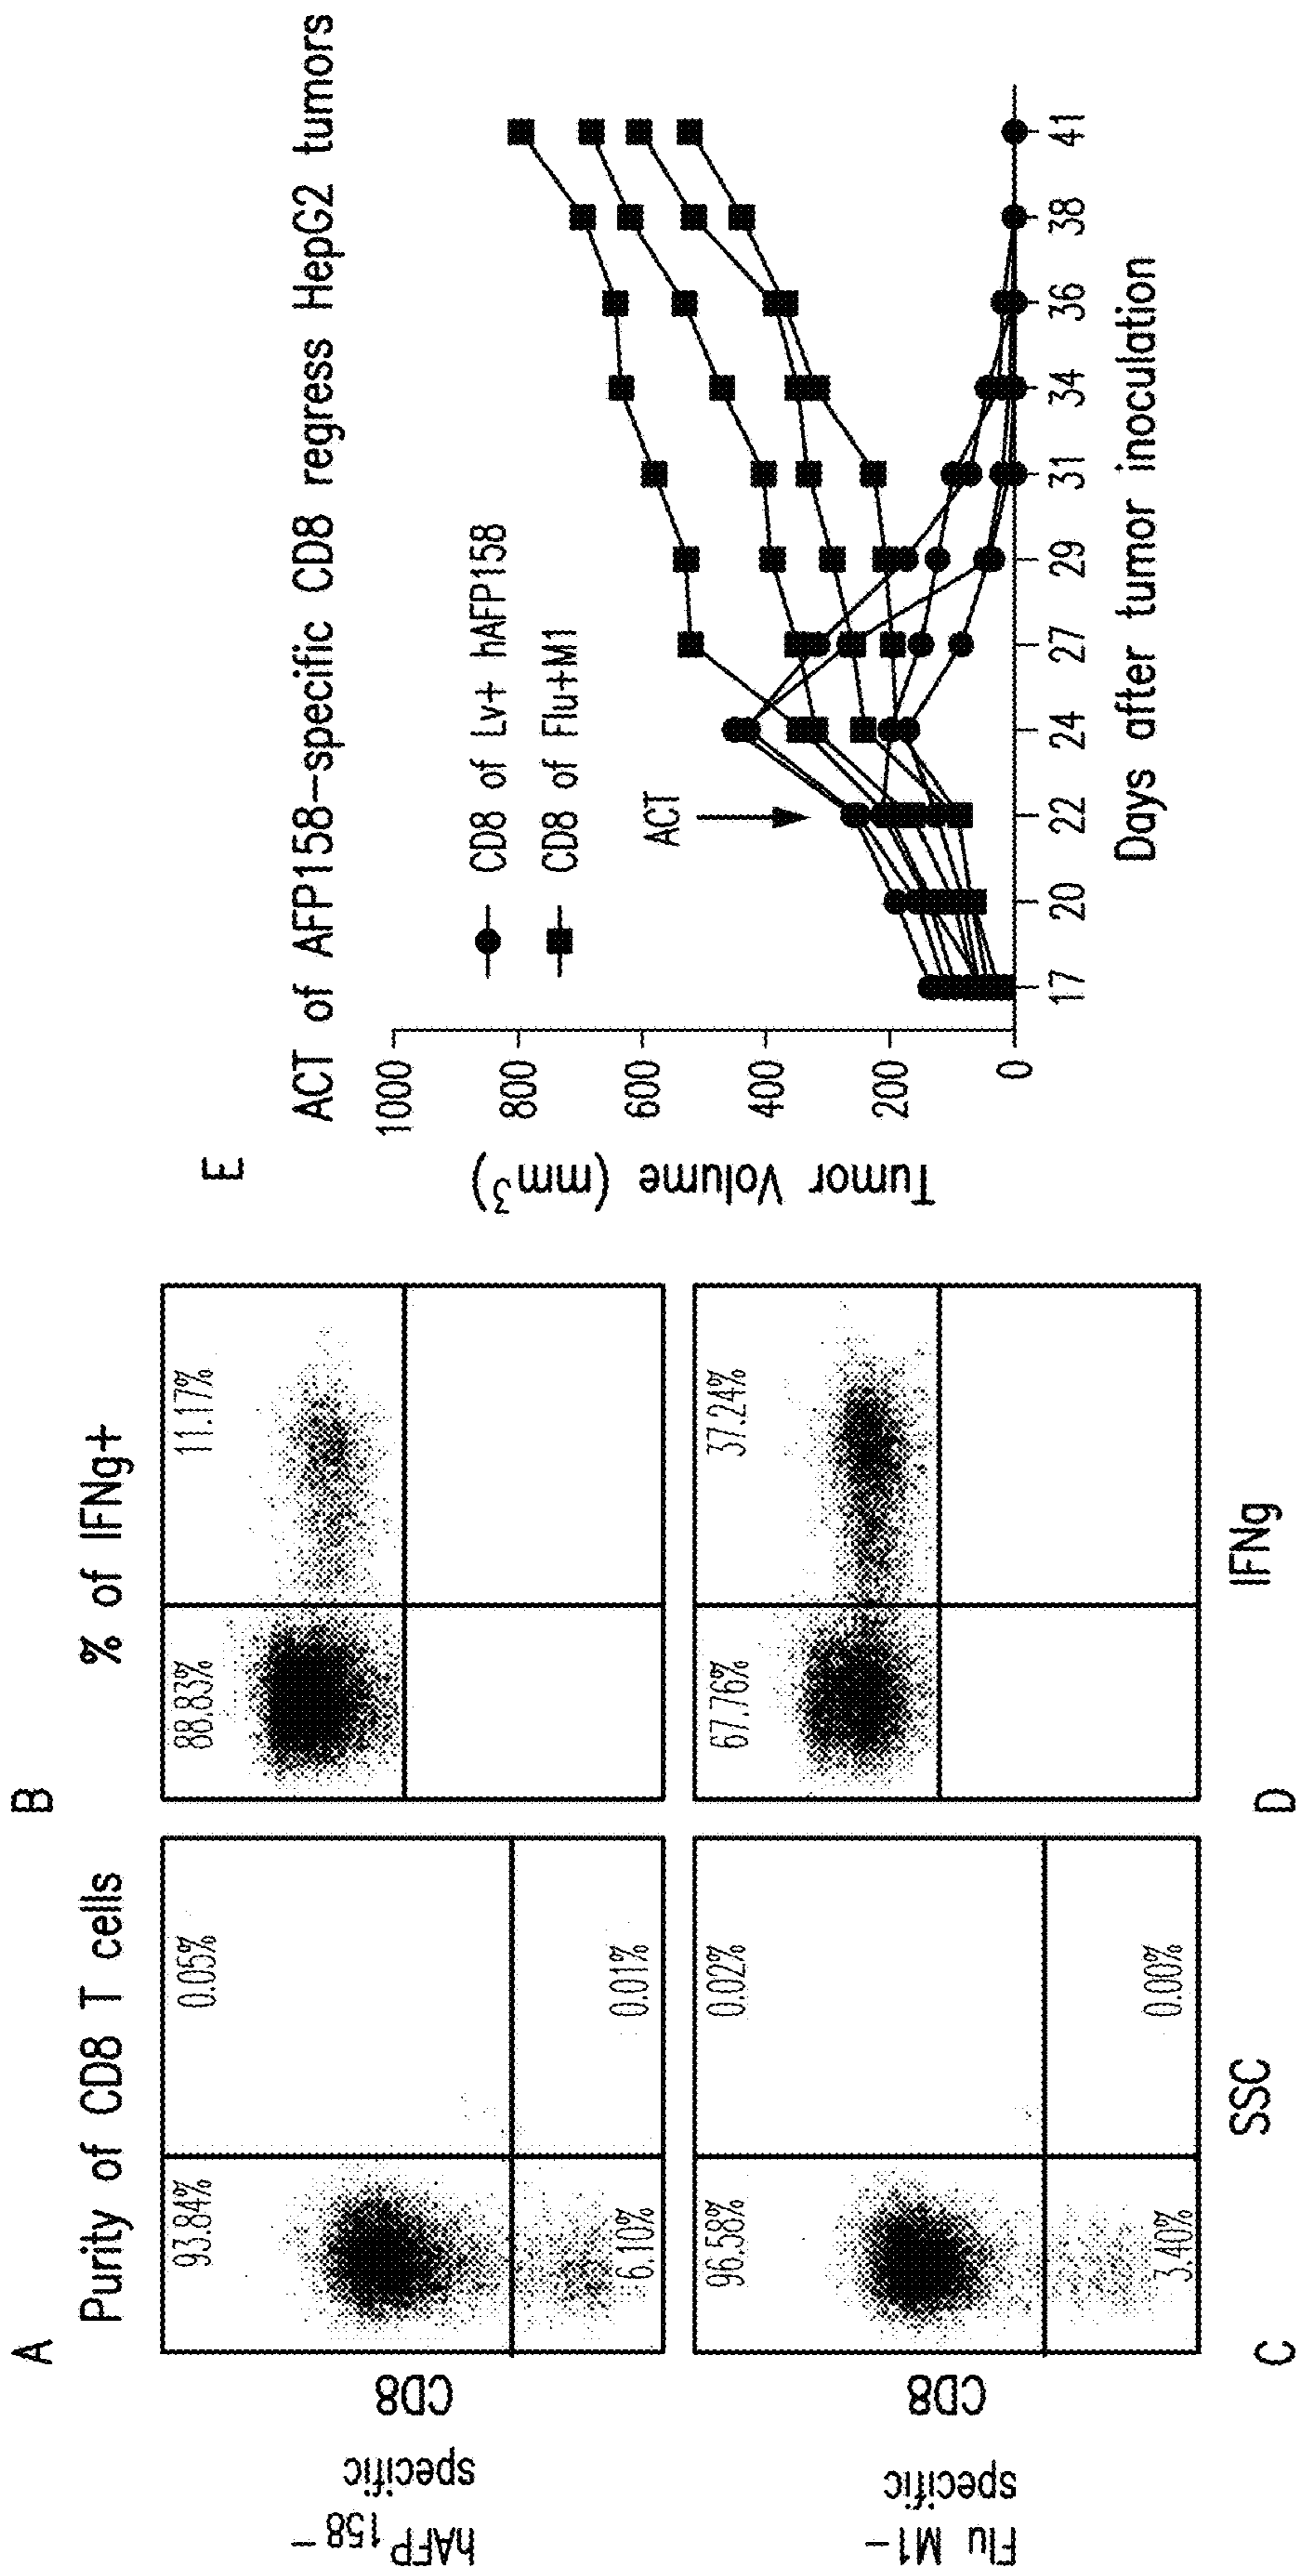 A
Purity of CD8 T cells
B
% of IFNg+
hAFP158-
specific
CD8
93.84%
0.05%
6.10%
0.01%
88.83%
11.17%
Flu M1-
specific
CD8
96.58%
0.02%
3.40%
0.00%
67.76%
37.24%
C
SSC
D
IFNg
E
ACT of AFP158-specific CD8 regress HepG2 tumors
CD8 of Lv+ hAFP158
CD8 of Flu+M1
ACT
Tumor Volume (mm3)
1000
800
600
400
200
0
17 20 22 24 27 29 31 34 36 38 41
Days after tumor inoculation